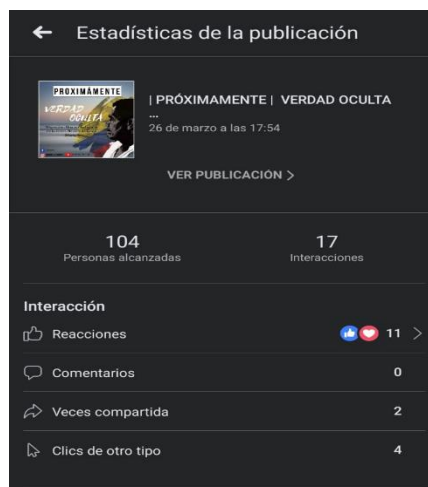 Estadísticas de la publicación
PROXIMÁMENTE
VERDAD
OCULTA
| PRÓXIMAMENTE | VERDAD OCULTA
...
26 de marzo a las 17:54
VER PUBLICACIÓN >
104
Personas alcanzadas
17
Interacciones
Interacción
Reacciones 11
Comentarios 0
Veces compartida 2
Clics de otro tipo 4